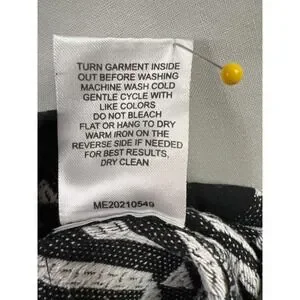 TURN GARMENT INSIDE
OUT BEFORE WASHING
MACHINE WASH COLD
GENTLE CYCLE WITH
LIKE COLORS
DO NOT BLEACH
FLAT OR HANG TO DRY
WARM IRON ON THE
REVERSE SIDE IF NEEDED
FOR BEST RESULTS,
DRY CLEAN
ME20210549